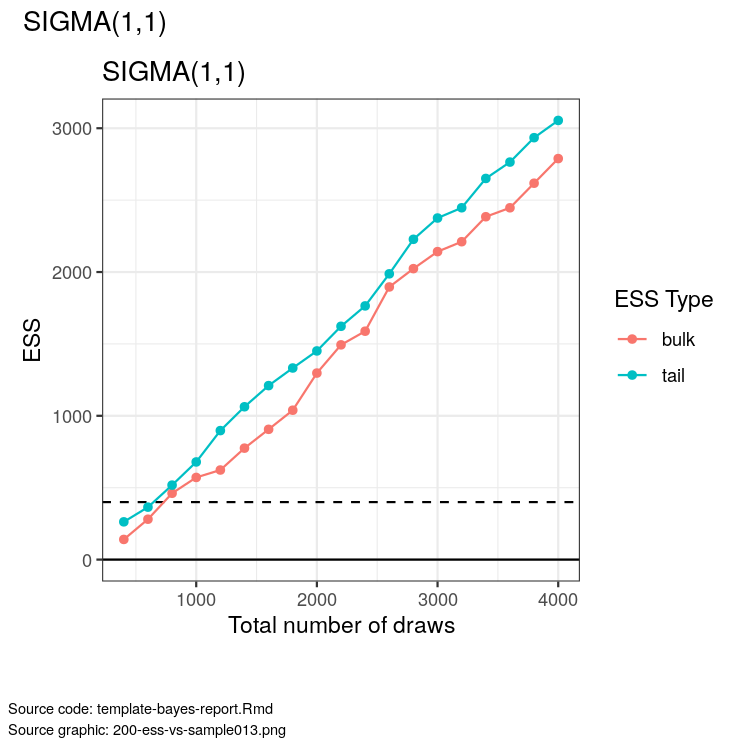 SIGMA(1,1)
SIGMA(1,1)
3000
2000
1000
0
ESS
1000 2000 3000 4000
Total number of draws
ESS Type
bulk
tail
Source code: template-bayes-report.Rmd
Source graphic: 200-ess-vs-sample013.png